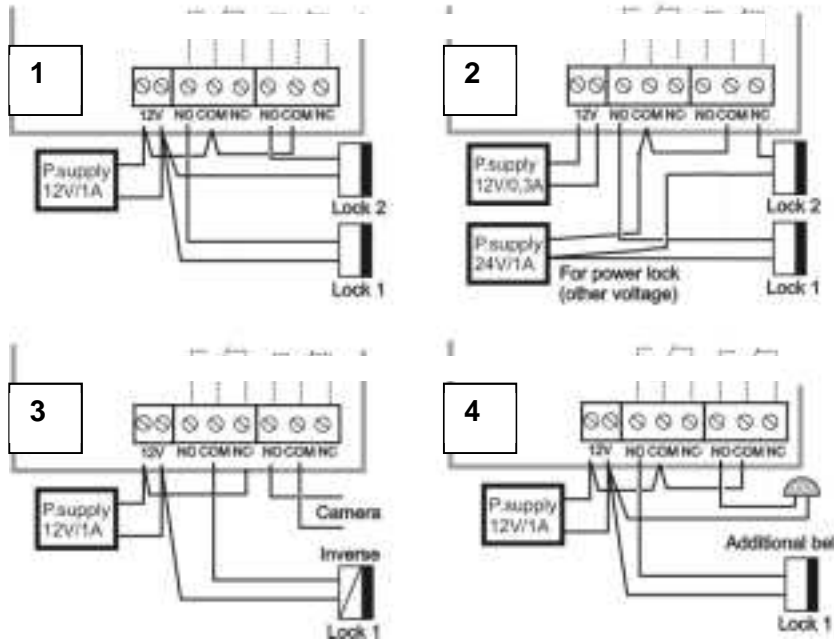 1
12V NO COM NC NO COM NC
P.supply
12V/1A
Lock 2
Lock 1
2
12V NO COM NC NO COM NC
P.supply
12V/0,3A
Lock 2
P.supply
24V/1A
For power lock
(other voltage)
Lock 1
3
12V NO COM NC NO COM NC
P.supply
12V/1A
Camera
Inverse
Lock 1
4
12V NO COM NC NO COM NC
P.supply
12V/1A
Additional bel
Lock 1